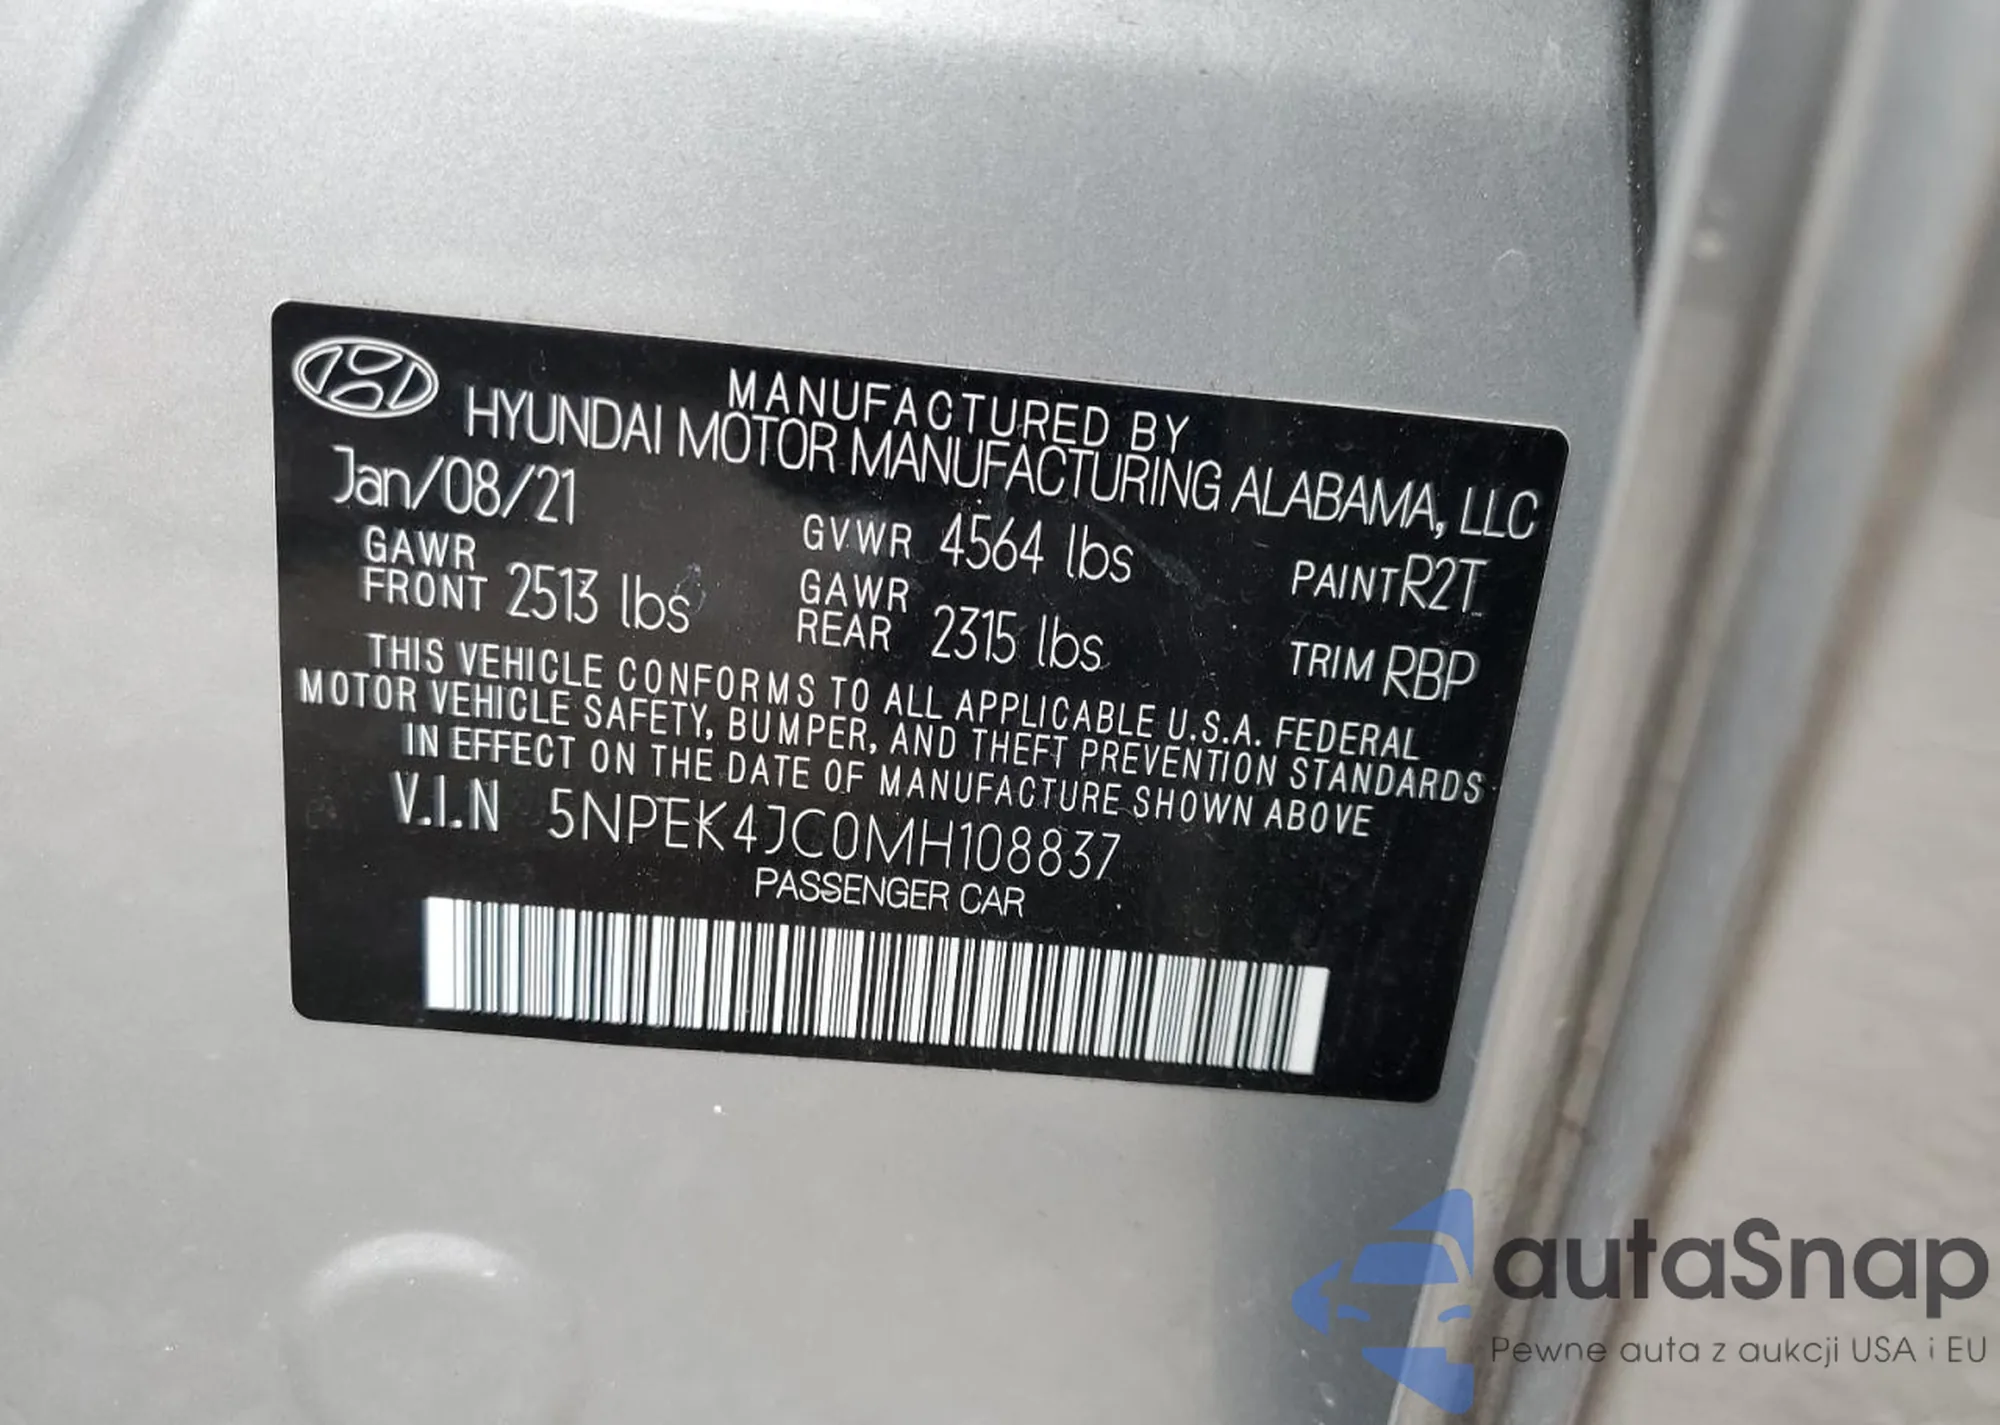 MANUFACTURED BY
HYUNDAI MOTOR MANUFACTURING ALABAMA, LLC
Jan/08/21
GVWR 4564 lbs
PAINT R2T
GAWR FRONT 2513 lbs
GAWR REAR 2315 lbs
TRIM RBP
THIS VEHICLE CONFORMS TO ALL APPLICABLE U.S.A. FEDERAL
MOTOR VEHICLE SAFETY, BUMPER, AND THEFT PREVENTION STANDARDS
IN EFFECT ON THE DATE OF MANUFACTURE SHOWN ABOVE
V.I.N 5NPEK4JC0MH108837
PASSENGER CAR
autaSnap
Pewne auta z aukcji USA i EU